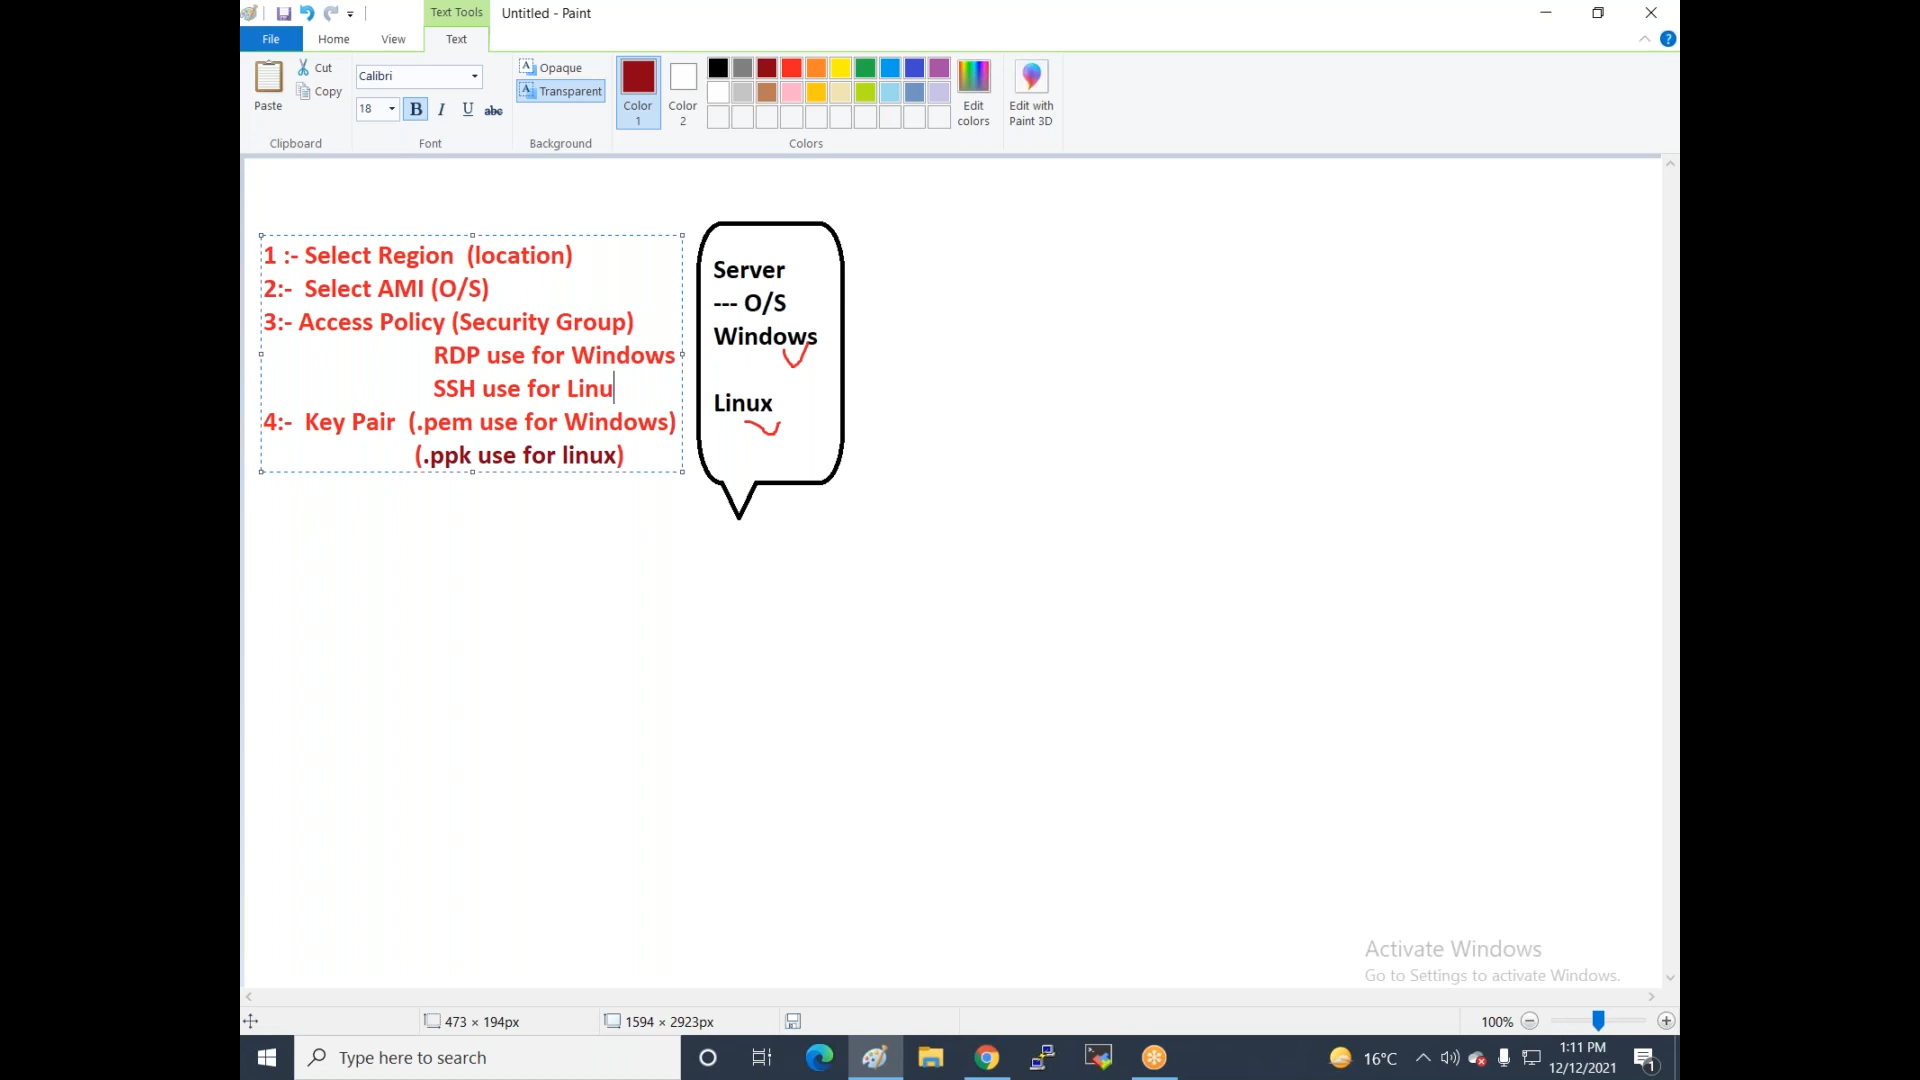 Text Tools
Untitled - Paint
File
Home
View
Text
Cut
Copy
Paste
Clipboard
Calibri
18
B I U abc
Font
Opaque
Transparent
Background
Color 1
Color 2
Edit colors
Colors
Edit with Paint 3D
1 :- Select Region  (location)
2:-  Select AMI (O/S)
3:- Access Policy (Security Group)
RDP use for Windows
SSH use for Linu
4:-  Key Pair  (.pem use for Windows)
(.ppk use for linux)
Server
--- O/S
Windows
Linux
Activate Windows
Go to Settings to activate Windows.
473 × 194px
1594 × 2923px
100%
Type here to search
16°C
1:11 PM
12/12/2021
1